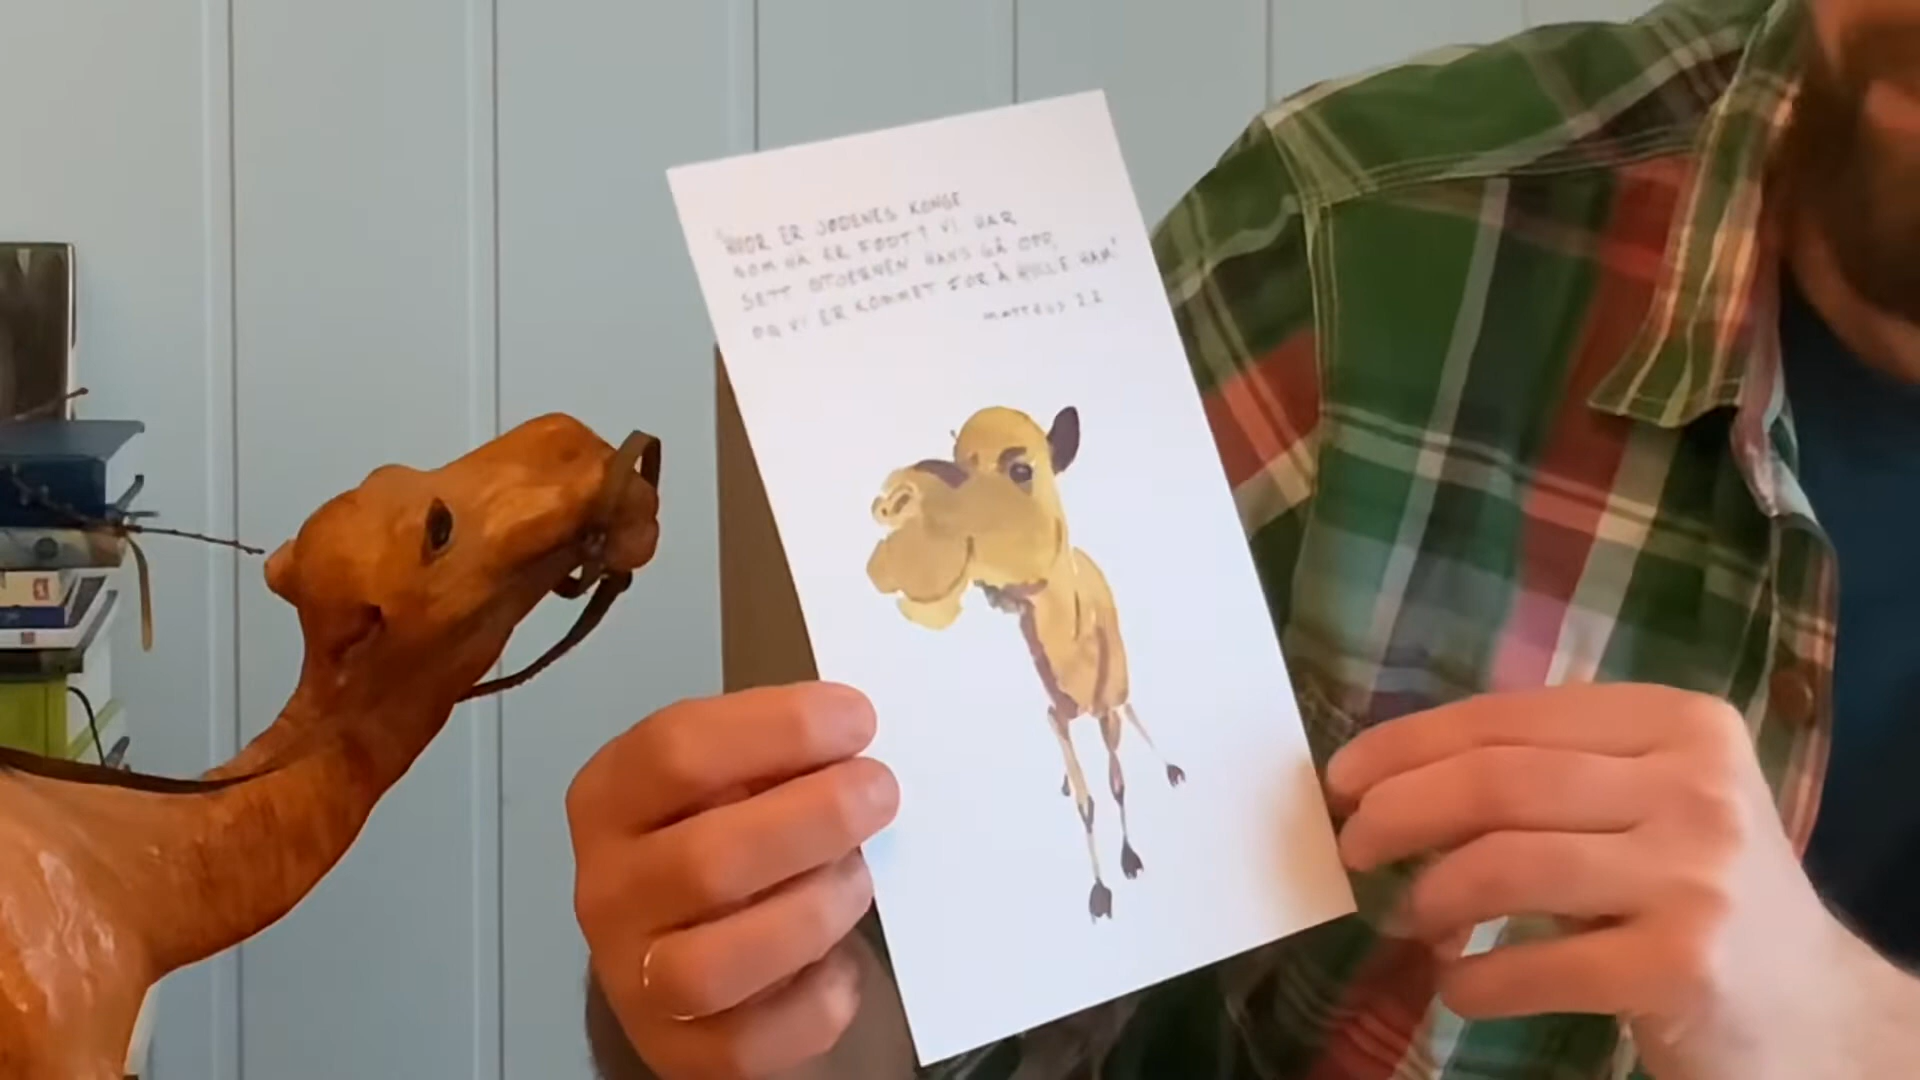 "HVOR ER JØDENES KONGE
SOM NÅ ER FØDT? VI HAR
SETT STJERNEN HANS GÅ OPP,
OG VI ER KOMMET FOR Å HYLLE HAM"
MATTEUS 2.2